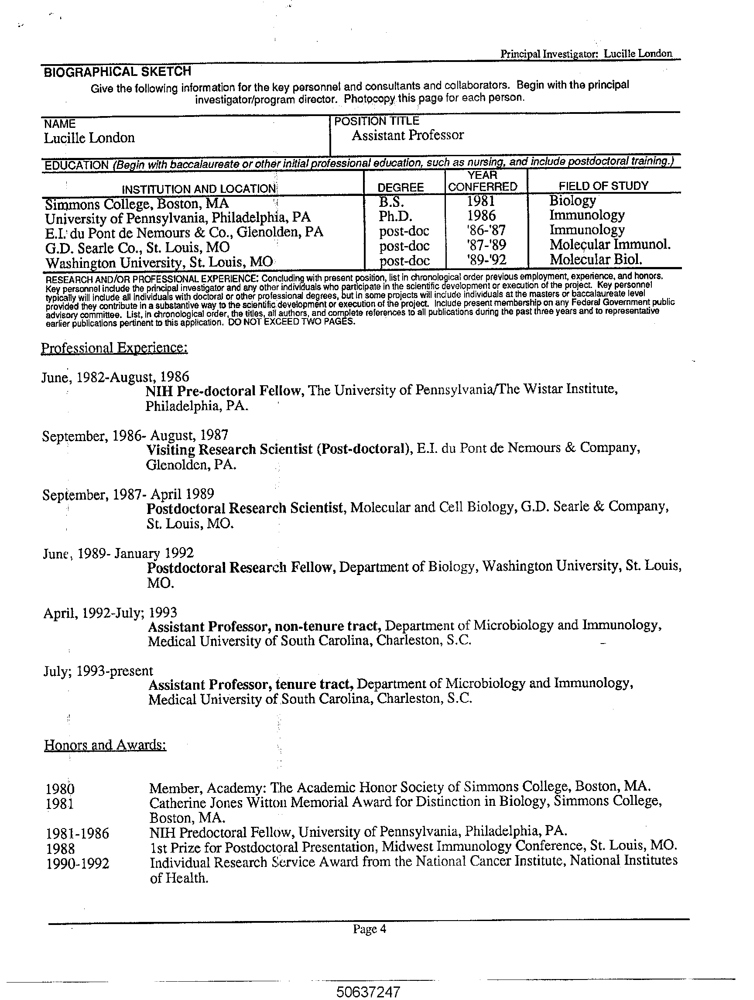 Principal Investigator: Lucille London
BIOGRAPHICAL SKETCH
Give the following information for the key personnel and consultants and collaborators. Begin with the principal
investigator/program director. Photocopy this page for each person.
NAME POSITION TITLE
Lucille London Assistant Professor
EDUCATION (Begin with baccalaureate or other initial professional education, such as nursing, and include postdoctoral training.)
YEAR
INSTITUTION AND LOCATION DEGREE CONFERRED FIELD OF STUDY
Simmons College, Boston, MA B.S. 1981 Biology
University of Pennsylvania, Philadelphia, PA Ph.D. 1986 Immunology
E.I. du Pont de Nemours & Co., Glenolden, PA post-doc '86-'87 Immunology
G.D. Searle Co., St. Louis, MO post-doc '87-'89 Molecular Immunol.
Washington University, St. Louis, MO post-doc '89-'92 Molecular Biol.
RESEARCH AND/OR PROFESSIONAL EXPERIENCE: Concluding with present position, list in chronological order previous employment, experience, and honors.
Key personnel include the principal investigator and any other individuals who participate in the scientific development or execution of the project. Key personnel
typically will include all individuals with doctoral or other professional degrees, but in some projects will include individuals at the masters or baccalaureate level
provided they contribute in a substantive way to the scientific development or execution of the project. Include present membership on any Federal Government public
advisory committee. List, in chronological order, the titles, all authors, and complete references to all publications during the past three years and to representative
earlier publications pertinent to this application. DO NOT EXCEED TWO PAGES.
Professional Experience:
June, 1982-August, 1986
NIH Pre-doctoral Fellow, The University of Pennsylvania/The Wistar Institute,
Philadelphia, PA.
September, 1986- August, 1987
Visiting Research Scientist (Post-doctoral), E.I. du Pont de Nemours & Company,
Glenolden, PA.
September, 1987- April 1989
Postdoctoral Research Scientist, Molecular and Cell Biology, G.D. Searle & Company,
St. Louis, MO.
June, 1989- January 1992
Postdoctoral Research Fellow, Department of Biology, Washington University, St. Louis,
MO.
April, 1992-July; 1993
Assistant Professor, non-tenure tract, Department of Microbiology and Immunology,
Medical University of South Carolina, Charleston, S.C.
July; 1993-present
Assistant Professor, tenure tract, Department of Microbiology and Immunology,
Medical University of South Carolina, Charleston, S.C.
Honors and Awards:
1980 Member, Academy: The Academic Honor Society of Simmons College, Boston, MA.
1981 Catherine Jones Witton Memorial Award for Distinction in Biology, Simmons College,
Boston, MA.
1981-1986 NIH Predoctoral Fellow, University of Pennsylvania, Philadelphia, PA.
1988 1st Prize for Postdoctoral Presentation, Midwest Immunology Conference, St. Louis, MO.
1990-1992 Individual Research Service Award from the National Cancer Institute, National Institutes
of Health.
Page 4
50637247